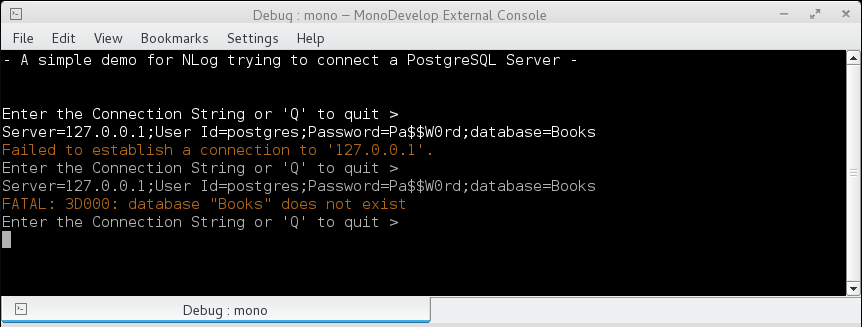 Debug : mono – MonoDevelop External Console
File Edit View Bookmarks Settings Help
- A simple demo for NLog trying to connect a PostgreSQL Server -
Enter the Connection String or 'Q' to quit >
Server=127.0.0.1;User Id=postgres;Password=Pa$$W0rd;database=Books
Failed to establish a connection to '127.0.0.1'.
Enter the Connection String or 'Q' to quit >
Server=127.0.0.1;User Id=postgres;Password=Pa$$W0rd;database=Books
FATAL: 3D000: database "Books" does not exist
Enter the Connection String or 'Q' to quit >
Debug : mono